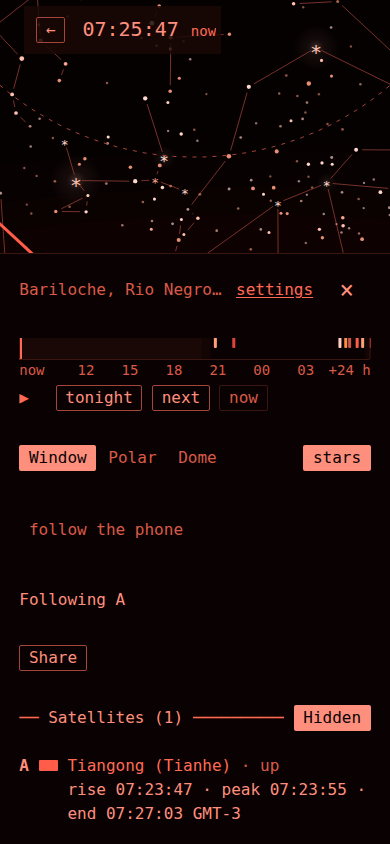 ← 07:25:47 now
Bariloche, Rio Negro… settings ×
now 12 15 18 21 00 03 +24 h
▶ tonight next now
Window Polar Dome stars
follow the phone
Following A
Share
Satellites (1) Hidden
A Tiangong (Tianhe) · up
rise 07:23:47 · peak 07:23:55 ·
end 07:27:03 GMT-3